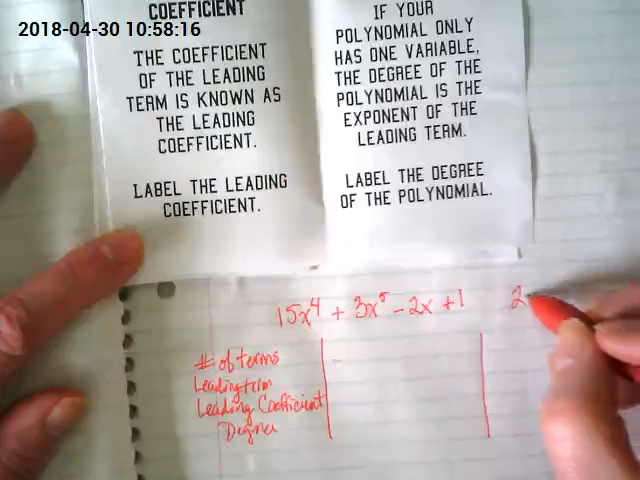 COEFFICIENT
2018-04-30 10:58:16
THE COEFFICIENT
OF THE LEADING
TERM IS KNOWN AS
THE LEADING
COEFFICIENT.
LABEL THE LEADING
COEFFICIENT.
IF YOUR
POLYNOMIAL ONLY
HAS ONE VARIABLE,
THE DEGREE OF THE
POLYNOMIAL IS THE
EXPONENT OF THE
LEADING TERM.
LABEL THE DEGREE
OF THE POLYNOMIAL.
15x⁴ + 3x⁵ - 2x + 1
2
# of terms
Leading term
Leading Coefficient
Degree